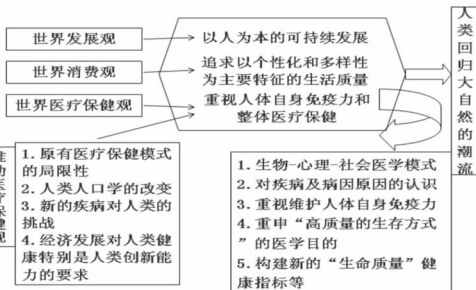 世界发展观
世界消费观
世界医疗保健观
以人为本的可持续发展
追求以个性化和多样性
为主要特征的生活质量
重视人体自身免疫力和
整体医疗保健
人类回归大自然的潮流
1. 原有医疗保健模式
的局限性
2. 人类人口学的改变
3. 新的疾病对人类的
挑战
4. 经济发展对人类健
康特别是人类创新能
力的要求
1. 生物-心理-社会医学模式
2. 对疾病及病因原因的认识
3. 重视维护人体自身免疫力
4. 重申“高质量的生存方式
”的医学目的
5. 构建新的“生命质量”健
康指标等